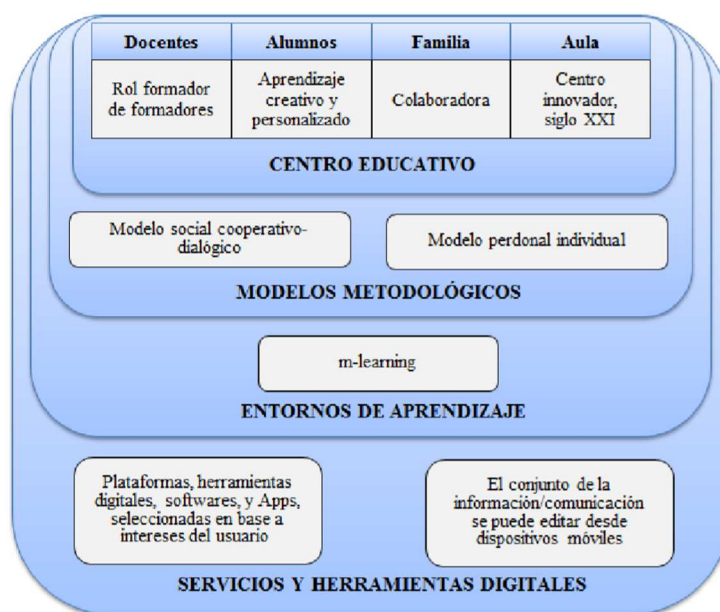 Docentes Alumnos Familia Aula
Rol formador
de formadores
Aprendizaje
creativo y
personalizado
Colaboradora
Centro
innovador,
siglo XXI
CENTRO EDUCATIVO
Modelo social cooperativo-
dialógico
Modelo perdonal individual
MODELOS METODOLÓGICOS
m-learning
ENTORNOS DE APRENDIZAJE
Plataformas, herramientas
digitales, softwares, y Apps,
seleccionadas en base a
intereses del usuario
El conjunto de la
información/comunicación
se puede editar desde
dispositivos móviles
SERVICIOS Y HERRAMIENTAS DIGITALES